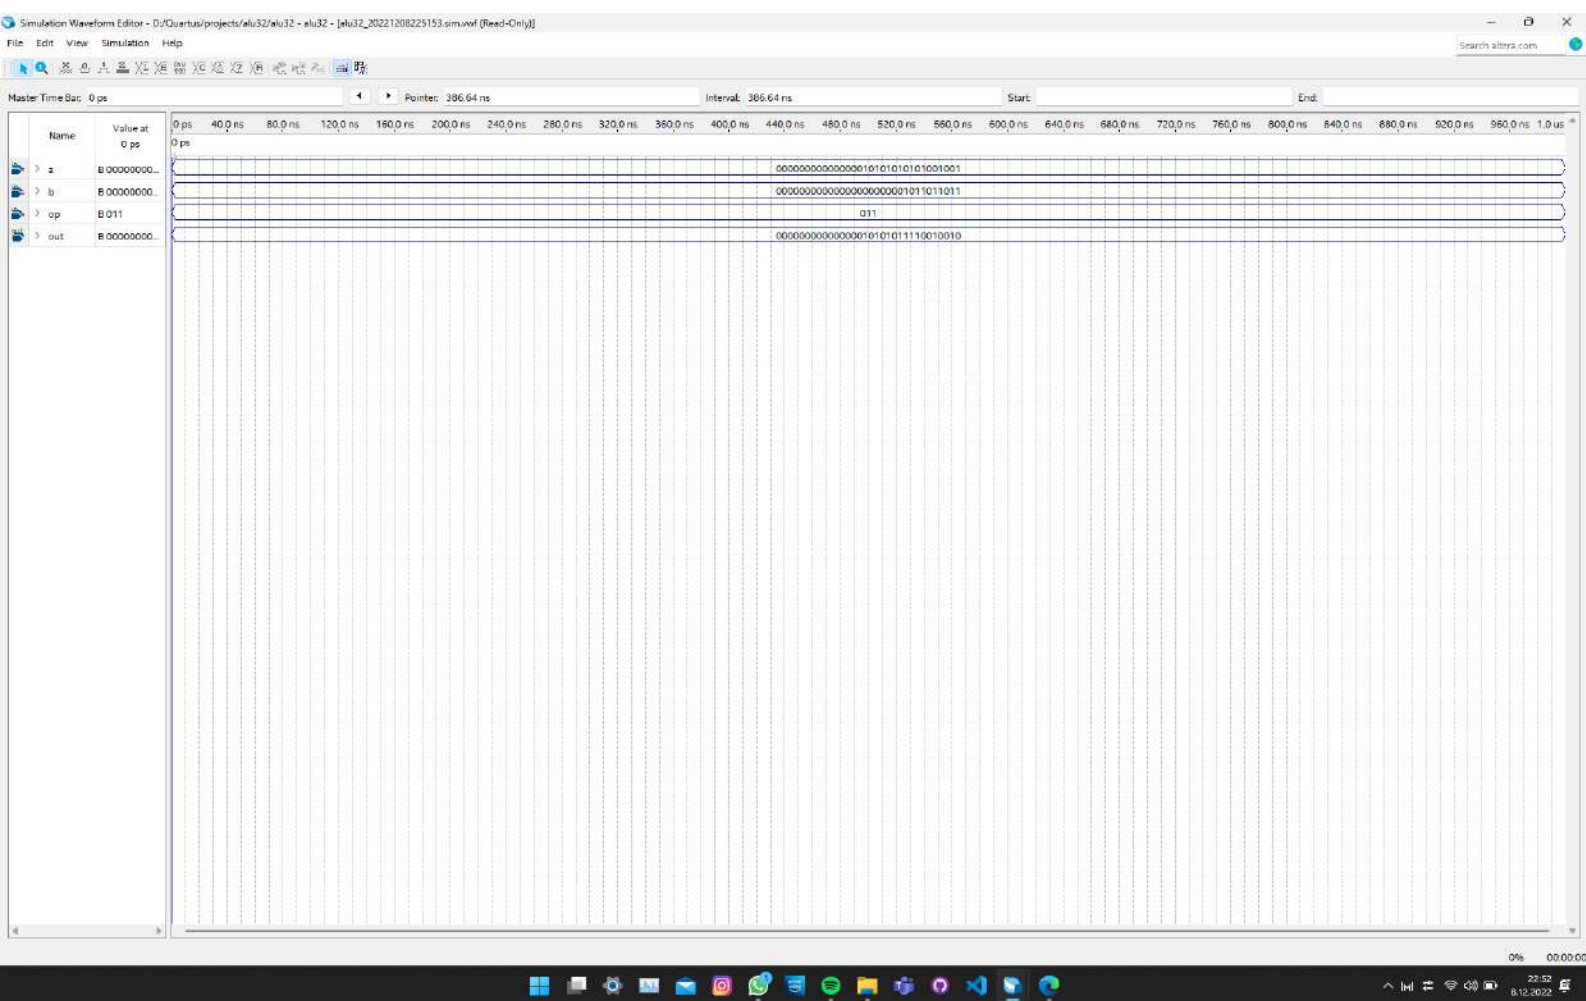 Simulation Waveform Editor - D:/Quartus/projects/alu32/alu32 - alu32 - [alu32_20221208225153.sim.vwf (Read-Only)]
File Edit View Simulation Help
Search altera.com
Master Time Bar: 0 ps Pointer: 386.64 ns Interval: 386.64 ns Start: End:
Name Value at 0 ps
0 ps 40.0 ns 80.0 ns 120.0 ns 160.0 ns 200.0 ns 240.0 ns 280.0 ns 320.0 ns 360.0 ns 400.0 ns 440.0 ns 480.0 ns 520.0 ns 560.0 ns 600.0 ns 640.0 ns 680.0 ns 720.0 ns 760.0 ns 800.0 ns 840.0 ns 880.0 ns 920.0 ns 960.0 ns 1.0 us
0 ps
a B 00000000... 00000000000000010101010101001001
b B 00000000... 00000000000000000000001011011011
op B 011 011
out B 00000000... 00000000000000010101011110010010
0% 00:00:00
22:52
8.12.2022